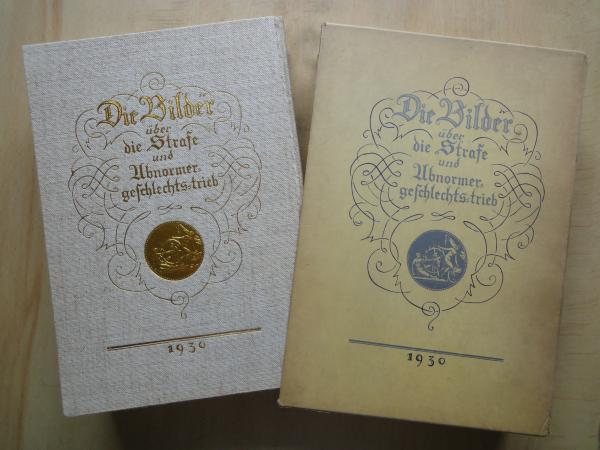 Die Bilder
über
die Strafe
und
Abnormer-
geschlechts-trieb
1930
Die Bilder
über
die Strafe
und
Abnormer-
geschlechts-trieb
1930